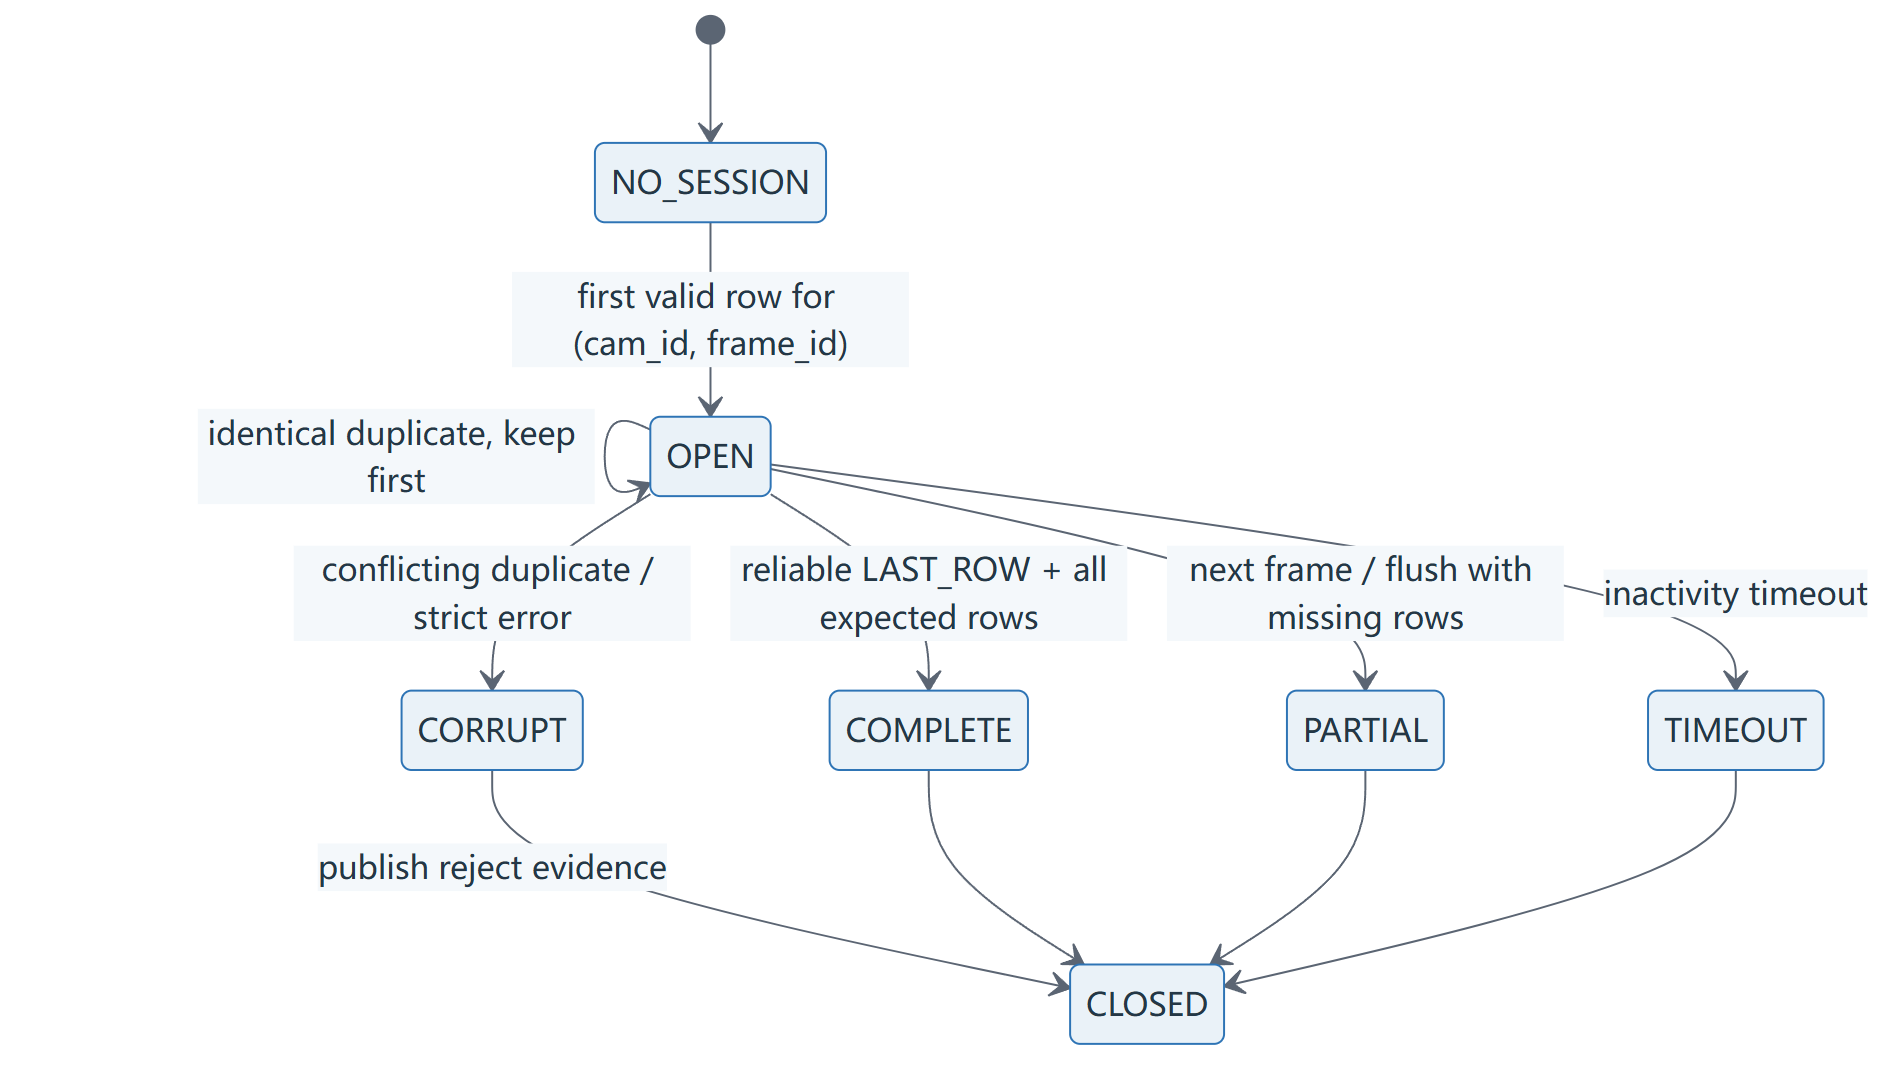 NO_SESSION
first valid row for
(cam_id, frame_id)
identical duplicate, keep
first
OPEN
conflicting duplicate /
strict error
reliable LAST_ROW + all
expected rows
next frame / flush with
missing rows
inactivity timeout
CORRUPT
COMPLETE
PARTIAL
TIMEOUT
publish reject evidence
CLOSED